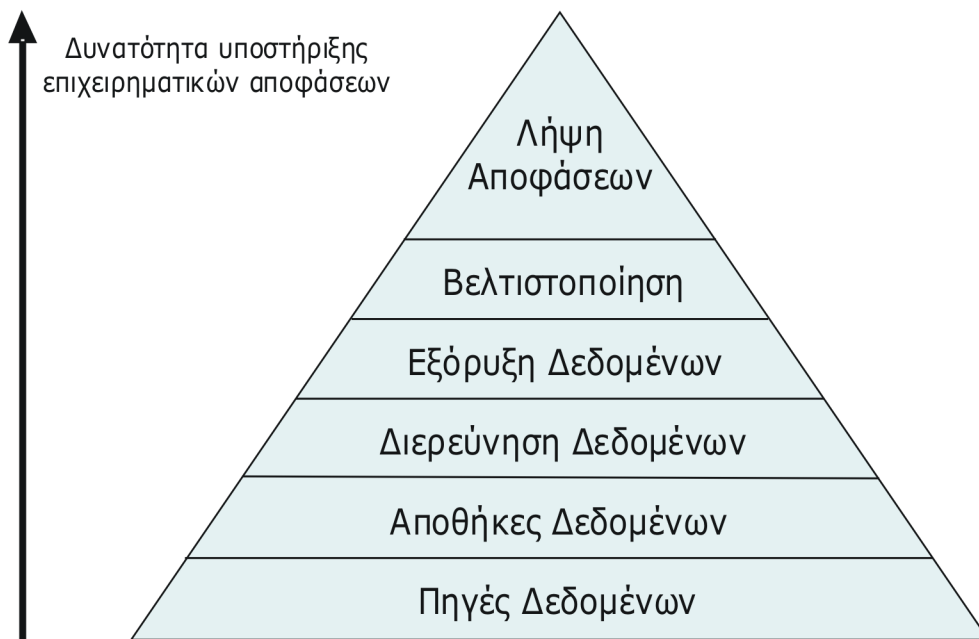 Δυνατότητα υποστήριξης
επιχειρηματικών αποφάσεων
Λήψη
Αποφάσεων
Βελτιστοποίηση
Εξόρυξη Δεδομένων
Διερεύνηση Δεδομένων
Αποθήκες Δεδομένων
Πηγές Δεδομένων